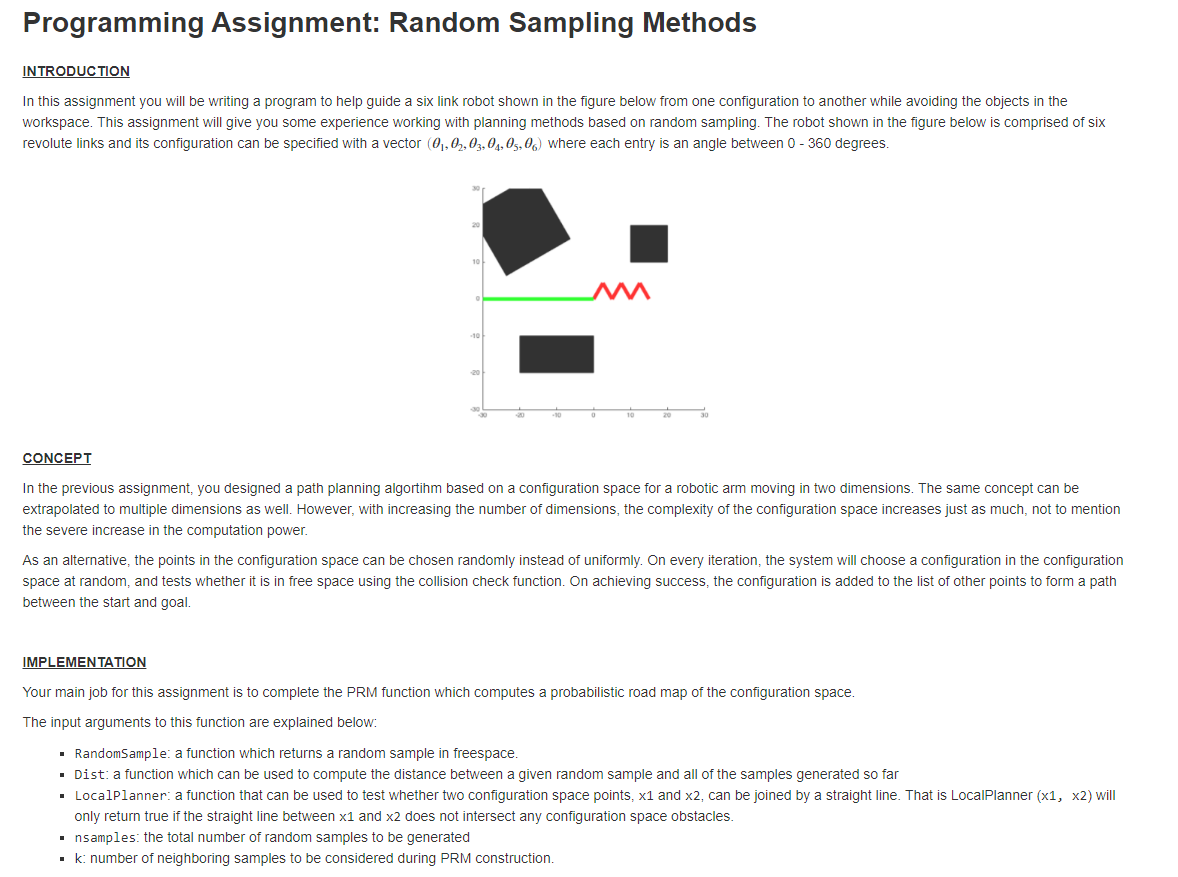 Programming Assignment: Random Sampling Methods
INTRODUCTION
In this assignment you will be writing a program to help guide a six link robot shown in the figure below from one configuration to another while avoiding the objects in the
workspace. This assignment will give you some experience working with planning methods based on random sampling. The robot shown in the figure below is comprised of six
revolute links and its configuration can be specified with a vector (θ₁, θ₂, θ₃, θ₄, θ₅, θ₆) where each entry is an angle between 0 - 360 degrees.
30
20
10
0
-10
-20
-30
-30 -20 -10 0 10 20 30
CONCEPT
In the previous assignment, you designed a path planning algortihm based on a configuration space for a robotic arm moving in two dimensions. The same concept can be
extrapolated to multiple dimensions as well. However, with increasing the number of dimensions, the complexity of the configuration space increases just as much, not to mention
the severe increase in the computation power.
As an alternative, the points in the configuration space can be chosen randomly instead of uniformly. On every iteration, the system will choose a configuration in the configuration
space at random, and tests whether it is in free space using the collision check function. On achieving success, the configuration is added to the list of other points to form a path
between the start and goal.
IMPLEMENTATION
Your main job for this assignment is to complete the PRM function which computes a probabilistic road map of the configuration space.
The input arguments to this function are explained below:
▪ RandomSample: a function which returns a random sample in freespace.
▪ Dist: a function which can be used to compute the distance between a given random sample and all of the samples generated so far
▪ LocalPlanner: a function that can be used to test whether two configuration space points, x1 and x2, can be joined by a straight line. That is LocalPlanner (x1, x2) will
only return true if the straight line between x1 and x2 does not intersect any configuration space obstacles.
▪ nsamples: the total number of random samples to be generated
▪ k: number of neighboring samples to be considered during PRM construction.